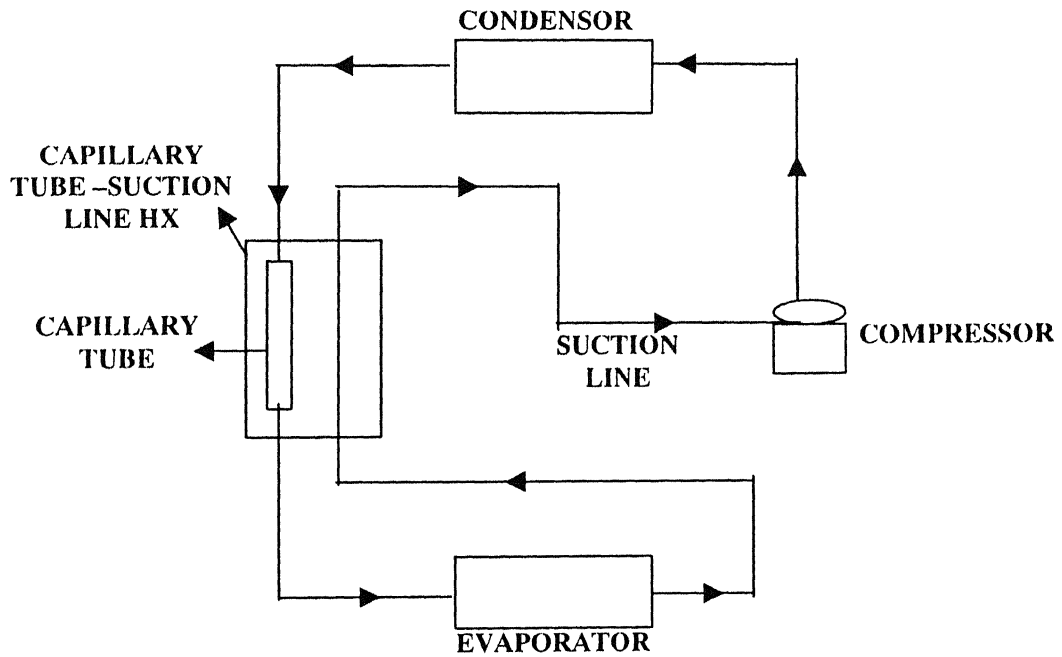 CONDENSOR
CAPILLARY
TUBE –SUCTION
LINE HX
CAPILLARY
TUBE
SUCTION
LINE
COMPRESSOR
EVAPORATOR